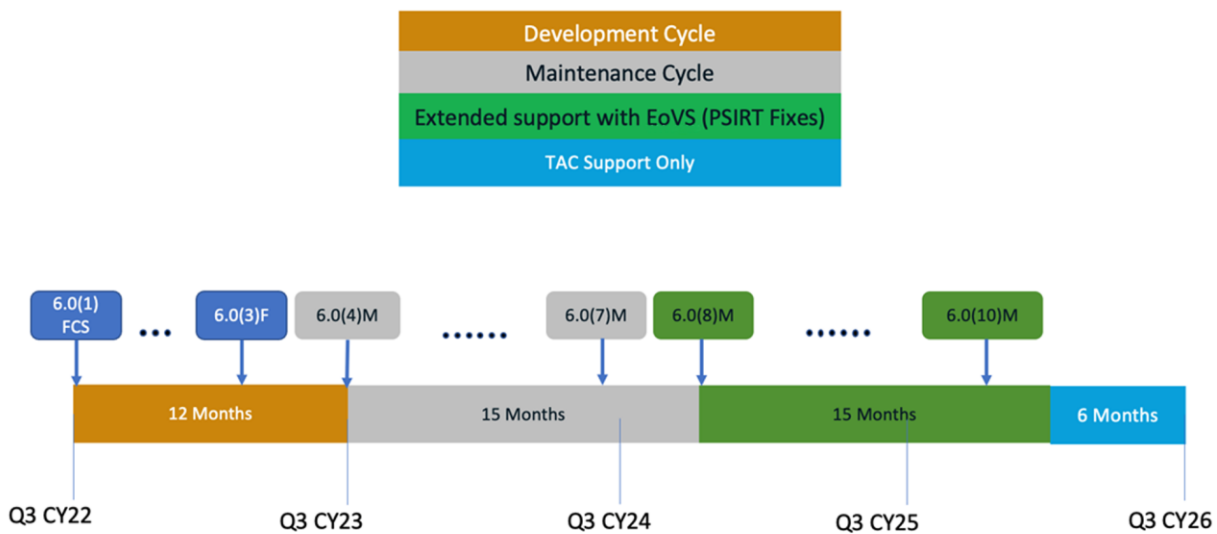 Development Cycle
Maintenance Cycle
Extended support with EoVS (PSIRT Fixes)
TAC Support Only
6.0(1)
FCS
6.0(3)F
6.0(4)M
6.0(7)M
6.0(8)M
6.0(10)M
12 Months
15 Months
15 Months
6 Months
Q3 CY22
Q3 CY23
Q3 CY24
Q3 CY25
Q3 CY26